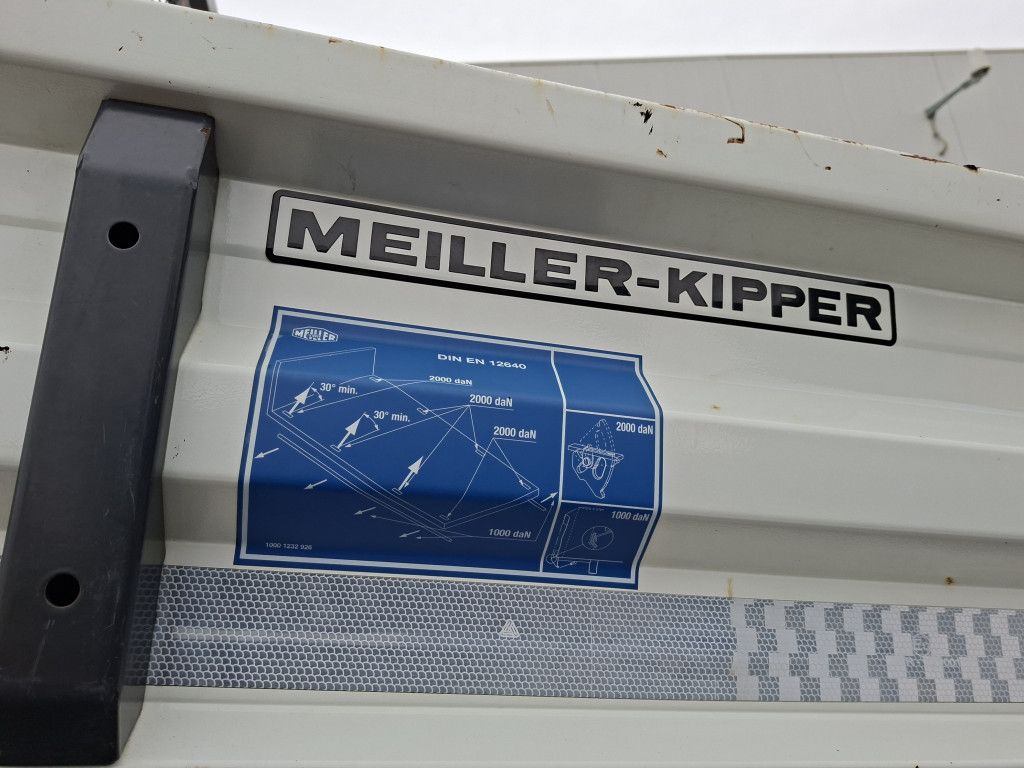 MEILLER-KIPPER
MEILLER
DIN EN 12640
2000 daN
30° min.
2000 daN
30° min.
2000 daN
1000 daN
1000 1232 926
2000 daN
1000 daN